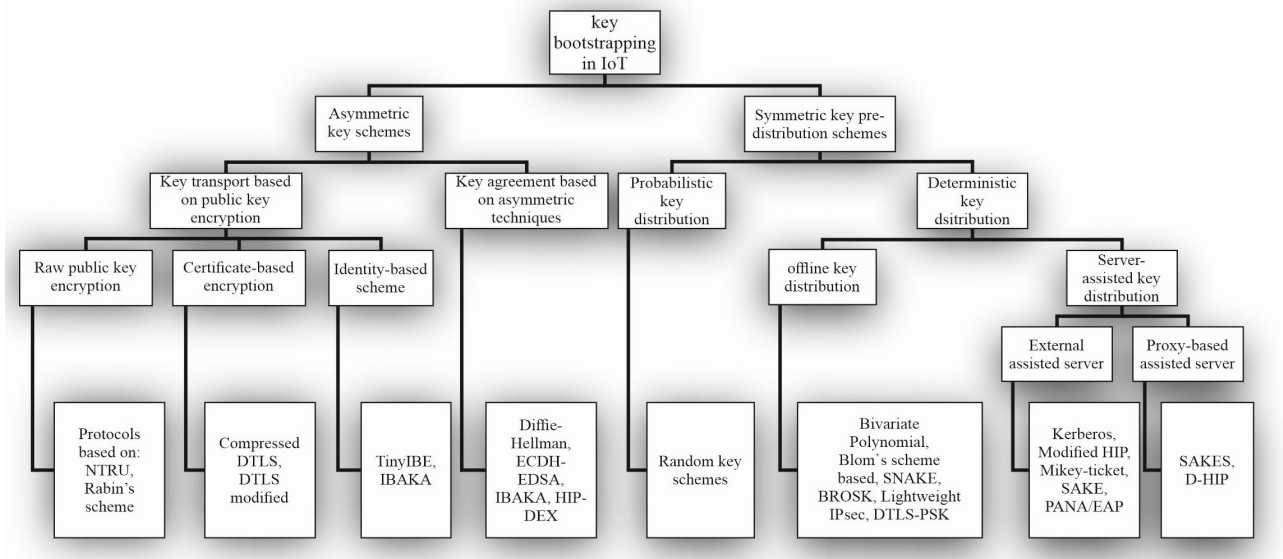 key
bootstrapping
in IoT
Asymmetric
key schemes
Symmetric key pre-
distribution schemes
Key transport based
on public key
encryption
Key agreement based
on asymmetric
techniques
Probabilistic
key
distribution
Deterministic
key
dsitribution
Raw public key
encryption
Certificate-based
encryption
Identity-based
scheme
offline key
distribution
Server-
assisted key
distribution
External
assisted server
Proxy-based
assisted server
Protocols
based on:
NTRU,
Rabin`s
scheme
Compressed
DTLS,
DTLS
modified
TinyIBE,
IBAKA
Diffie-
Hellman,
ECDH-
EDSA,
IBAKA, HIP-
DEX
Random key
schemes
Bivariate
Polynomial,
Blom`s scheme
based, SNAKE,
BROSK, Lightweight
IPsec, DTLS-PSK
Kerberos,
Modified HIP,
Mikey-ticket,
SAKE,
PANA/EAP
SAKES,
D-HIP